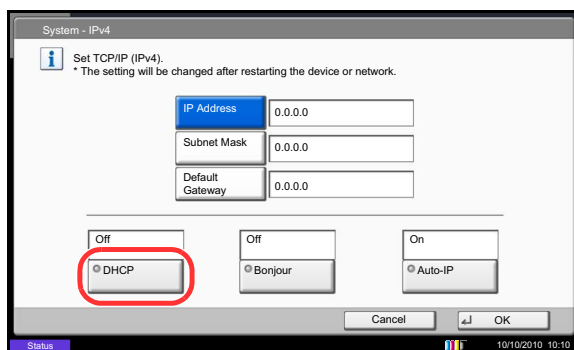 System - IPv4
Set TCP/IP (IPv4).
* The setting will be changed after restarting the device or network.
IP Address 0.0.0.0
Subnet Mask 0.0.0.0
Default
Gateway 0.0.0.0
Off Off On
DHCP Bonjour Auto-IP
Cancel OK
Status 10/10/2010 10:10